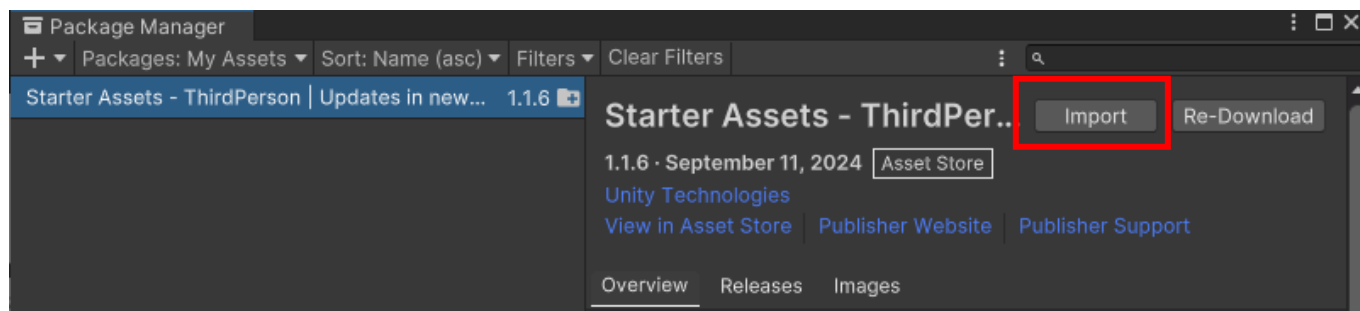 Package Manager
+ Packages: My Assets Sort: Name (asc) Filters Clear Filters
Starter Assets - ThirdPerson | Updates in new... 1.1.6
Starter Assets - ThirdPer... Import Re-Download
1.1.6 · September 11, 2024 Asset Store
Unity Technologies
View in Asset Store Publisher Website Publisher Support
Overview Releases Images